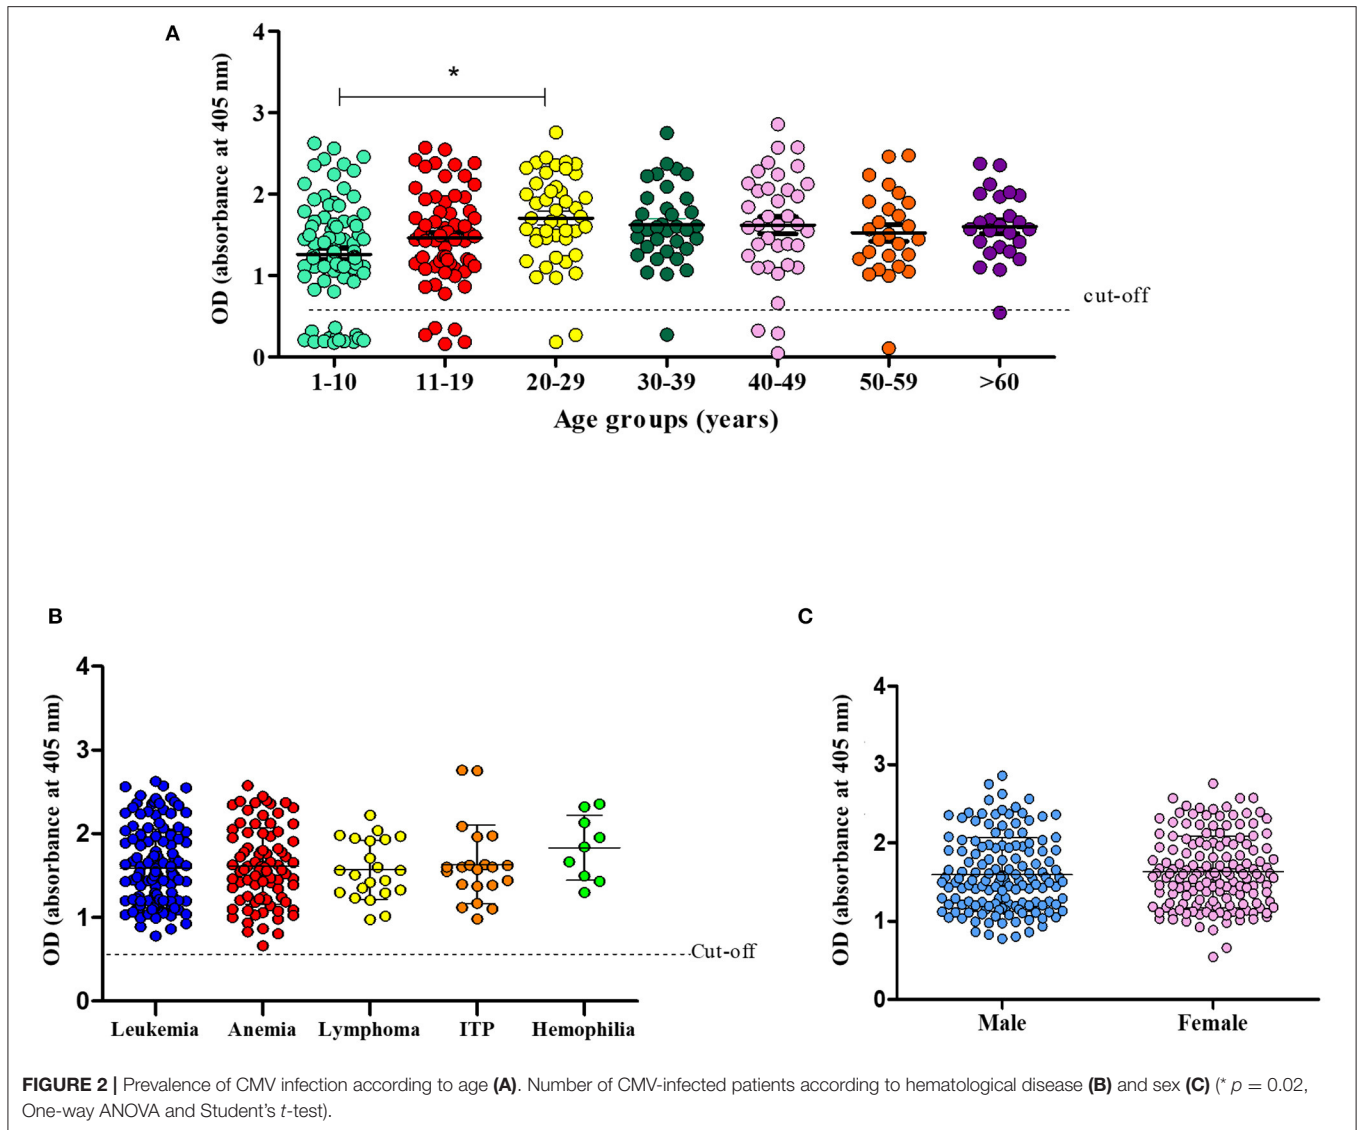 A
4
3
2
1
0
OD (absorbance at 405 nm)
*
cut-off
1-10 11-19 20-29 30-39 40-49 50-59 >60
Age groups (years)
B
4
3
2
1
0
OD (absorbance at 405 nm)
Cut-off
Leukemia Anemia Lymphoma ITP Hemophilia
C
4
3
2
1
0
OD (absorbance at 405 nm)
Male Female
FIGURE 2 | Prevalence of CMV infection according to age (A). Number of CMV-infected patients according to hematological disease (B) and sex (C) (* p = 0.02,
One-way ANOVA and Student's t-test).